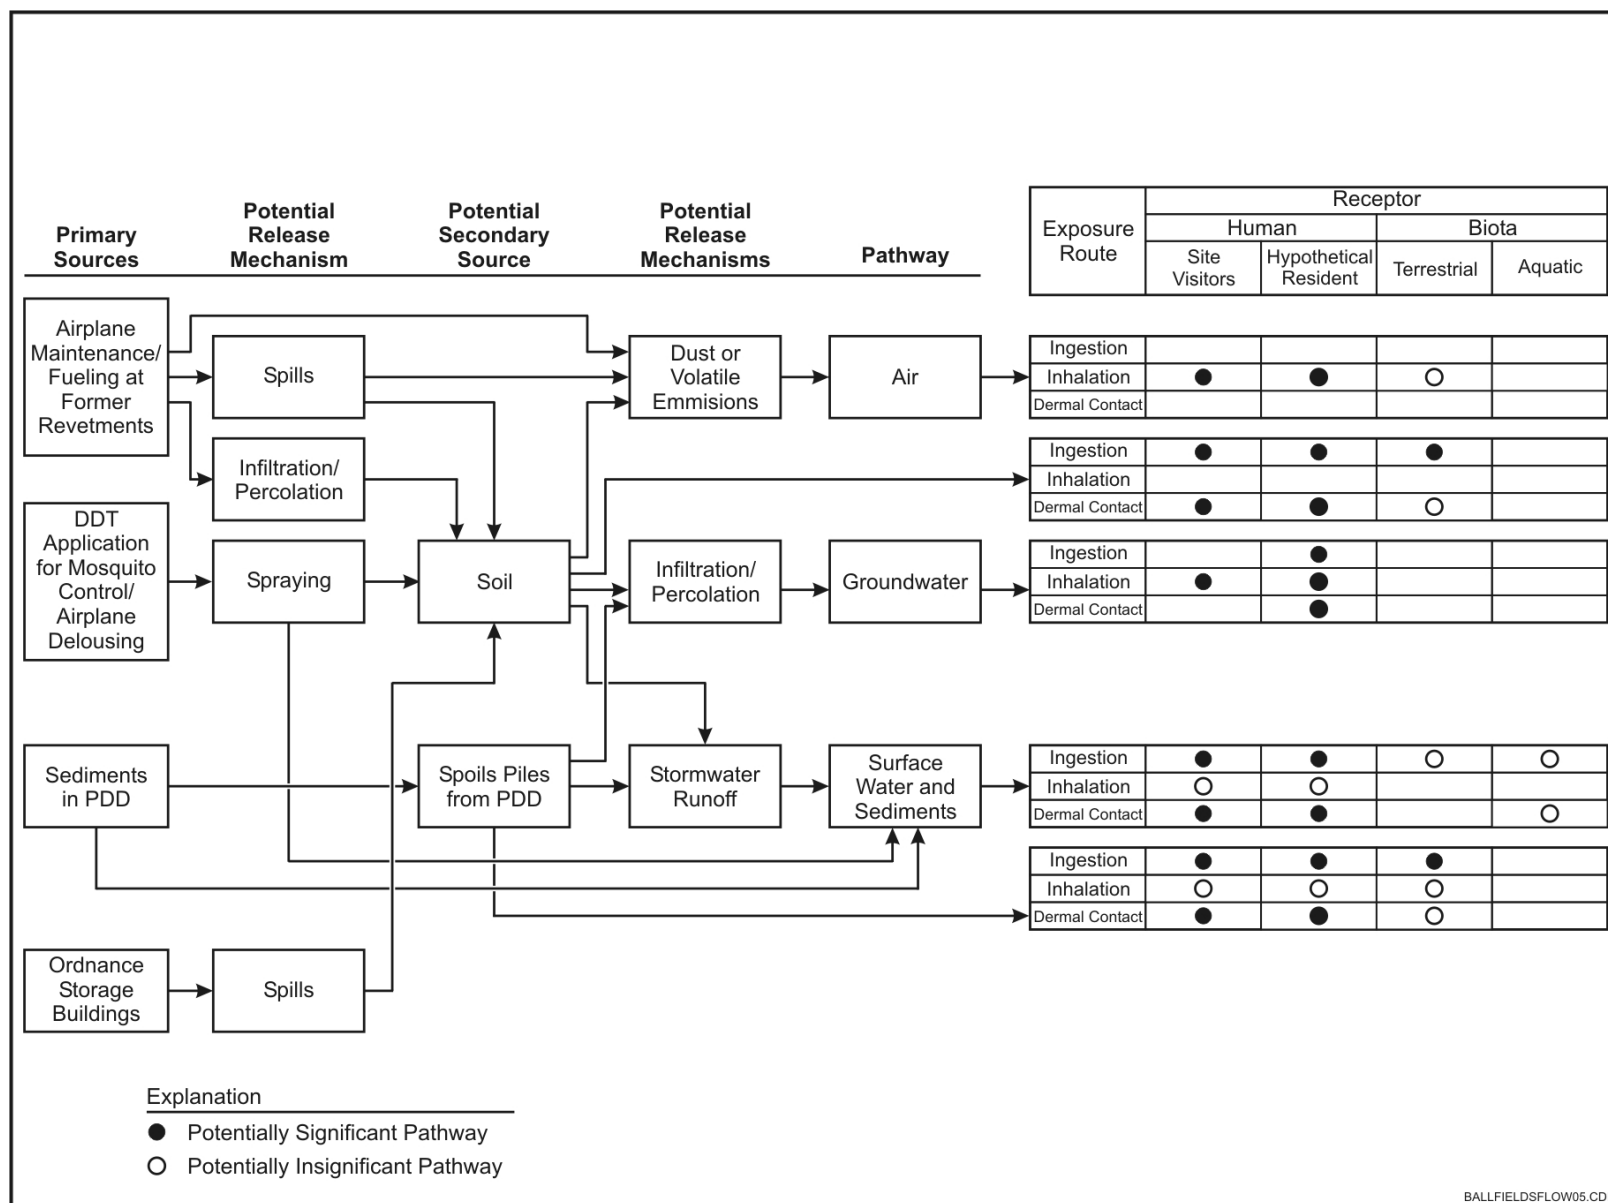 Primary
Sources
Potential
Release
Mechanism
Potential
Secondary
Source
Potential
Release
Mechanisms
Pathway
Exposure
Route
Receptor
Human
Biota
Site
Visitors
Hypothetical
Resident
Terrestrial
Aquatic
Airplane
Maintenance/
Fueling at
Former
Revetments
Spills
Dust or
Volatile
Emmisions
Air
Ingestion
Inhalation
Dermal Contact
Infiltration/
Percolation
Ingestion
Inhalation
Dermal Contact
DDT
Application
for Mosquito
Control/
Airplane
Delousing
Spraying
Soil
Infiltration/
Percolation
Groundwater
Ingestion
Inhalation
Dermal Contact
Sediments
in PDD
Spoils Piles
from PDD
Stormwater
Runoff
Surface
Water and
Sediments
Ingestion
Inhalation
Dermal Contact
Ingestion
Inhalation
Dermal Contact
Ordnance
Storage
Buildings
Spills
Explanation
Potentially Significant Pathway
Potentially Insignificant Pathway
BALLFIELDSFLOW05.CD